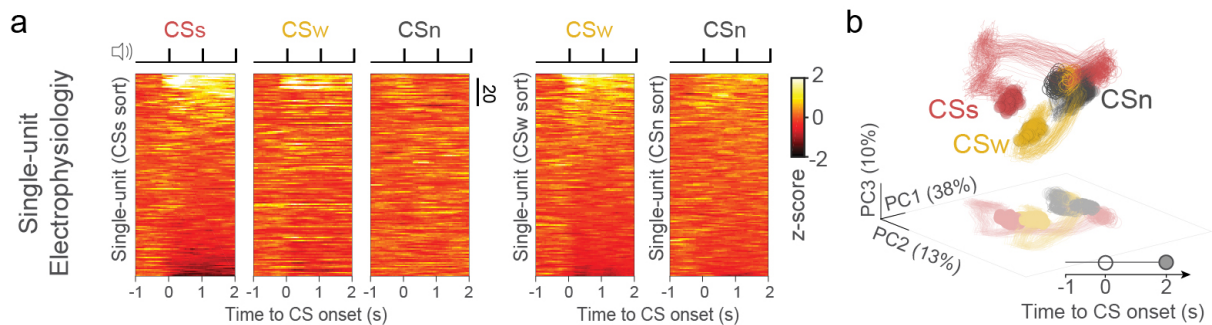 a
CSs
CSw
CSn
CSw
CSn
Single-unit
Electrophysiologiy
Single-unit (CSs sort)
20
Single-unit (CSw sort)
Single-unit (CSn sort)
2
0
-2
z-score
-1 0 1 2
-1 0 1 2
-1 0 1 2
-1 0 1 2
-1 0 1 2
Time to CS onset (s)
Time to CS onset (s)
b
CSs
CSn
CSw
PC3 (10%)
PC1 (38%)
PC2 (13%)
-1 0 2
Time to CS onset (s)